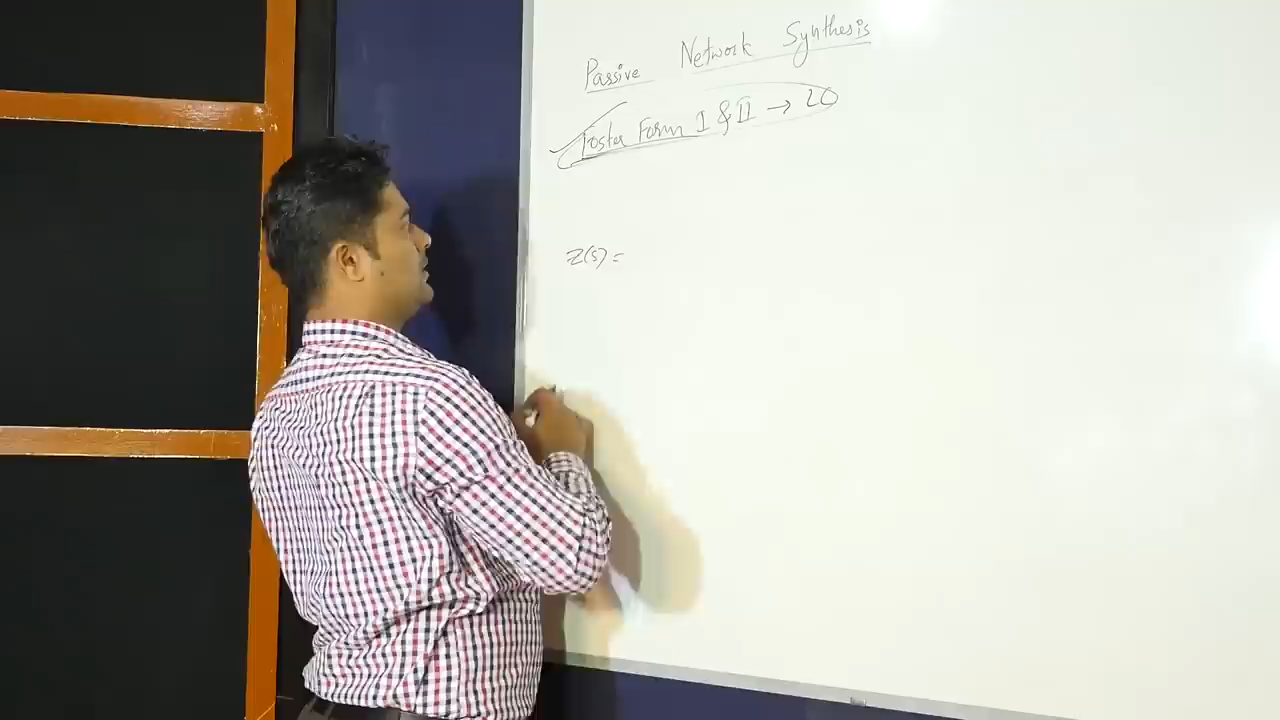 Passive Network Synthesis
Foster Form I & II → LC
Z(s) =